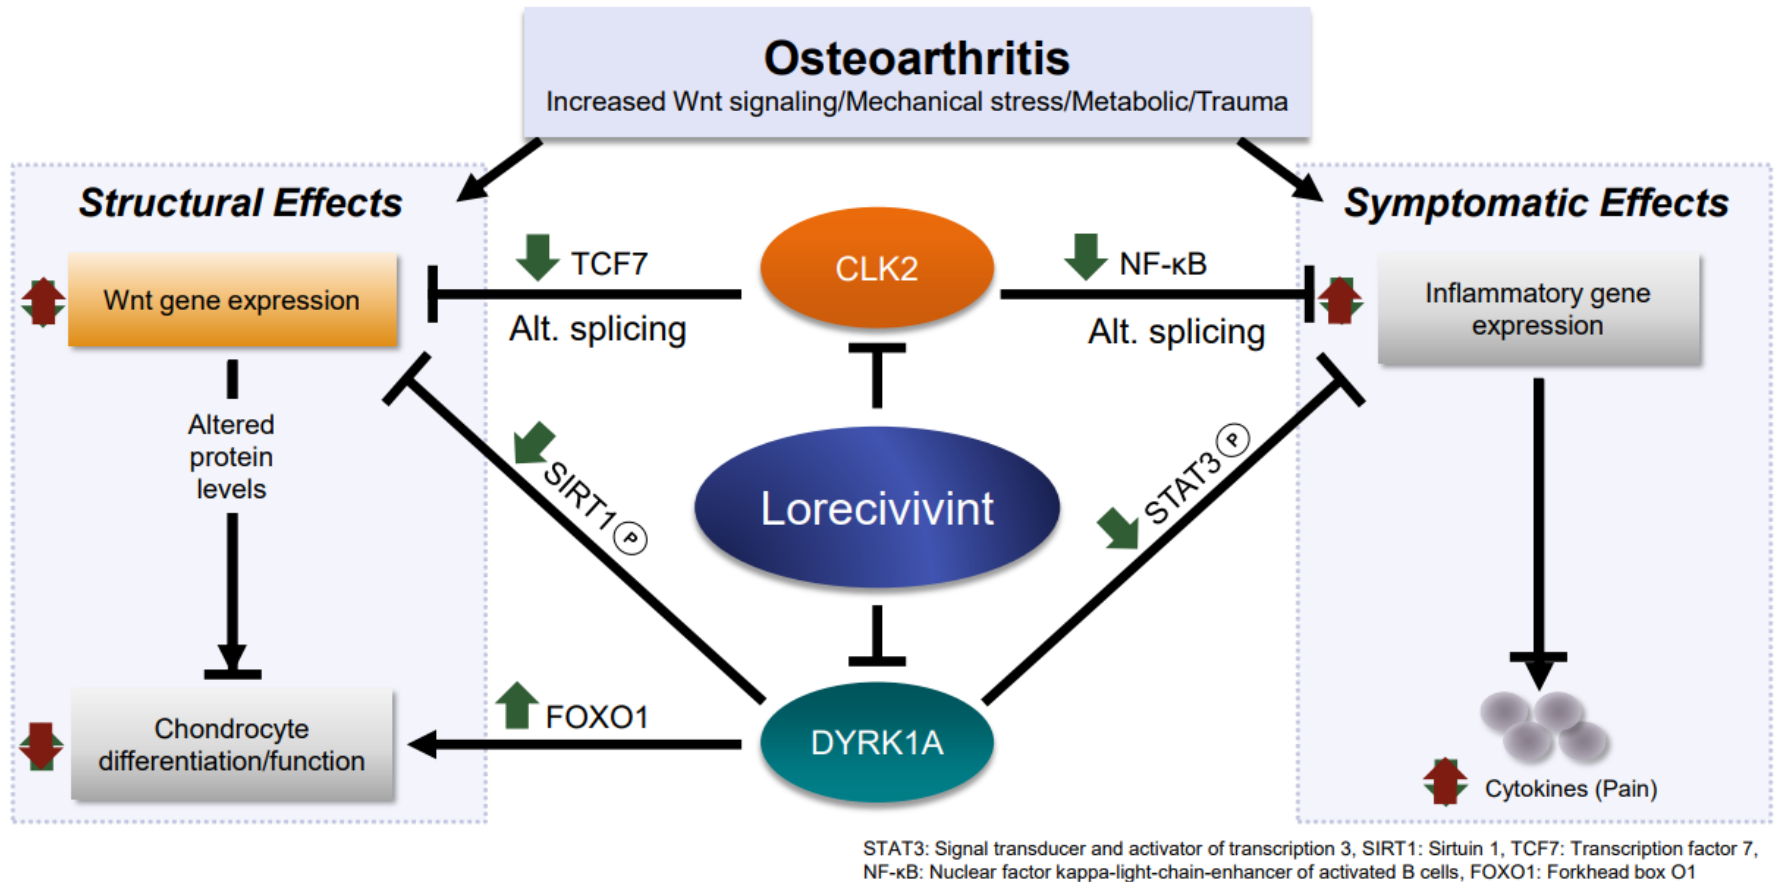 Osteoarthritis
Increased Wnt signaling/Mechanical stress/Metabolic/Trauma
Structural Effects
Symptomatic Effects
Wnt gene expression
TCF7
Alt. splicing
CLK2
NF-κB
Alt. splicing
Inflammatory gene
expression
Altered
protein
levels
SIRT1 P
Lorecivivint
STAT3 P
Chondrocyte
differentiation/function
FOXO1
DYRK1A
Cytokines (Pain)
STAT3: Signal transducer and activator of transcription 3, SIRT1: Sirtuin 1, TCF7: Transcription factor 7,
NF-κB: Nuclear factor kappa-light-chain-enhancer of activated B cells, FOXO1: Forkhead box O1